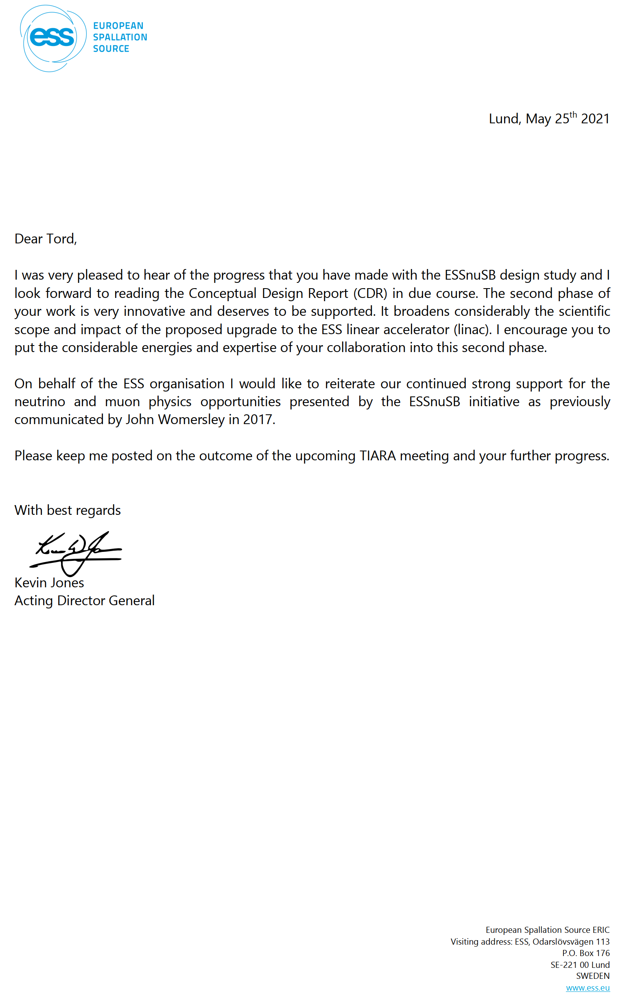 ess
EUROPEAN
SPALLATION
SOURCE
Lund, May 25th 2021
Dear Tord,
I was very pleased to hear of the progress that you have made with the ESSnuSB design study and I
look forward to reading the Conceptual Design Report (CDR) in due course. The second phase of
your work is very innovative and deserves to be supported. It broadens considerably the scientific
scope and impact of the proposed upgrade to the ESS linear accelerator (linac). I encourage you to
put the considerable energies and expertise of your collaboration into this second phase.
On behalf of the ESS organisation I would like to reiterate our continued strong support for the
neutrino and muon physics opportunities presented by the ESSnuSB initiative as previously
communicated by John Womersley in 2017.
Please keep me posted on the outcome of the upcoming TIARA meeting and your further progress.
With best regards
Kevin Jones
Acting Director General
European Spallation Source ERIC
Visiting address: ESS, Odarslövsvägen 113
P.O. Box 176
SE-221 00 Lund
SWEDEN
www.ess.eu